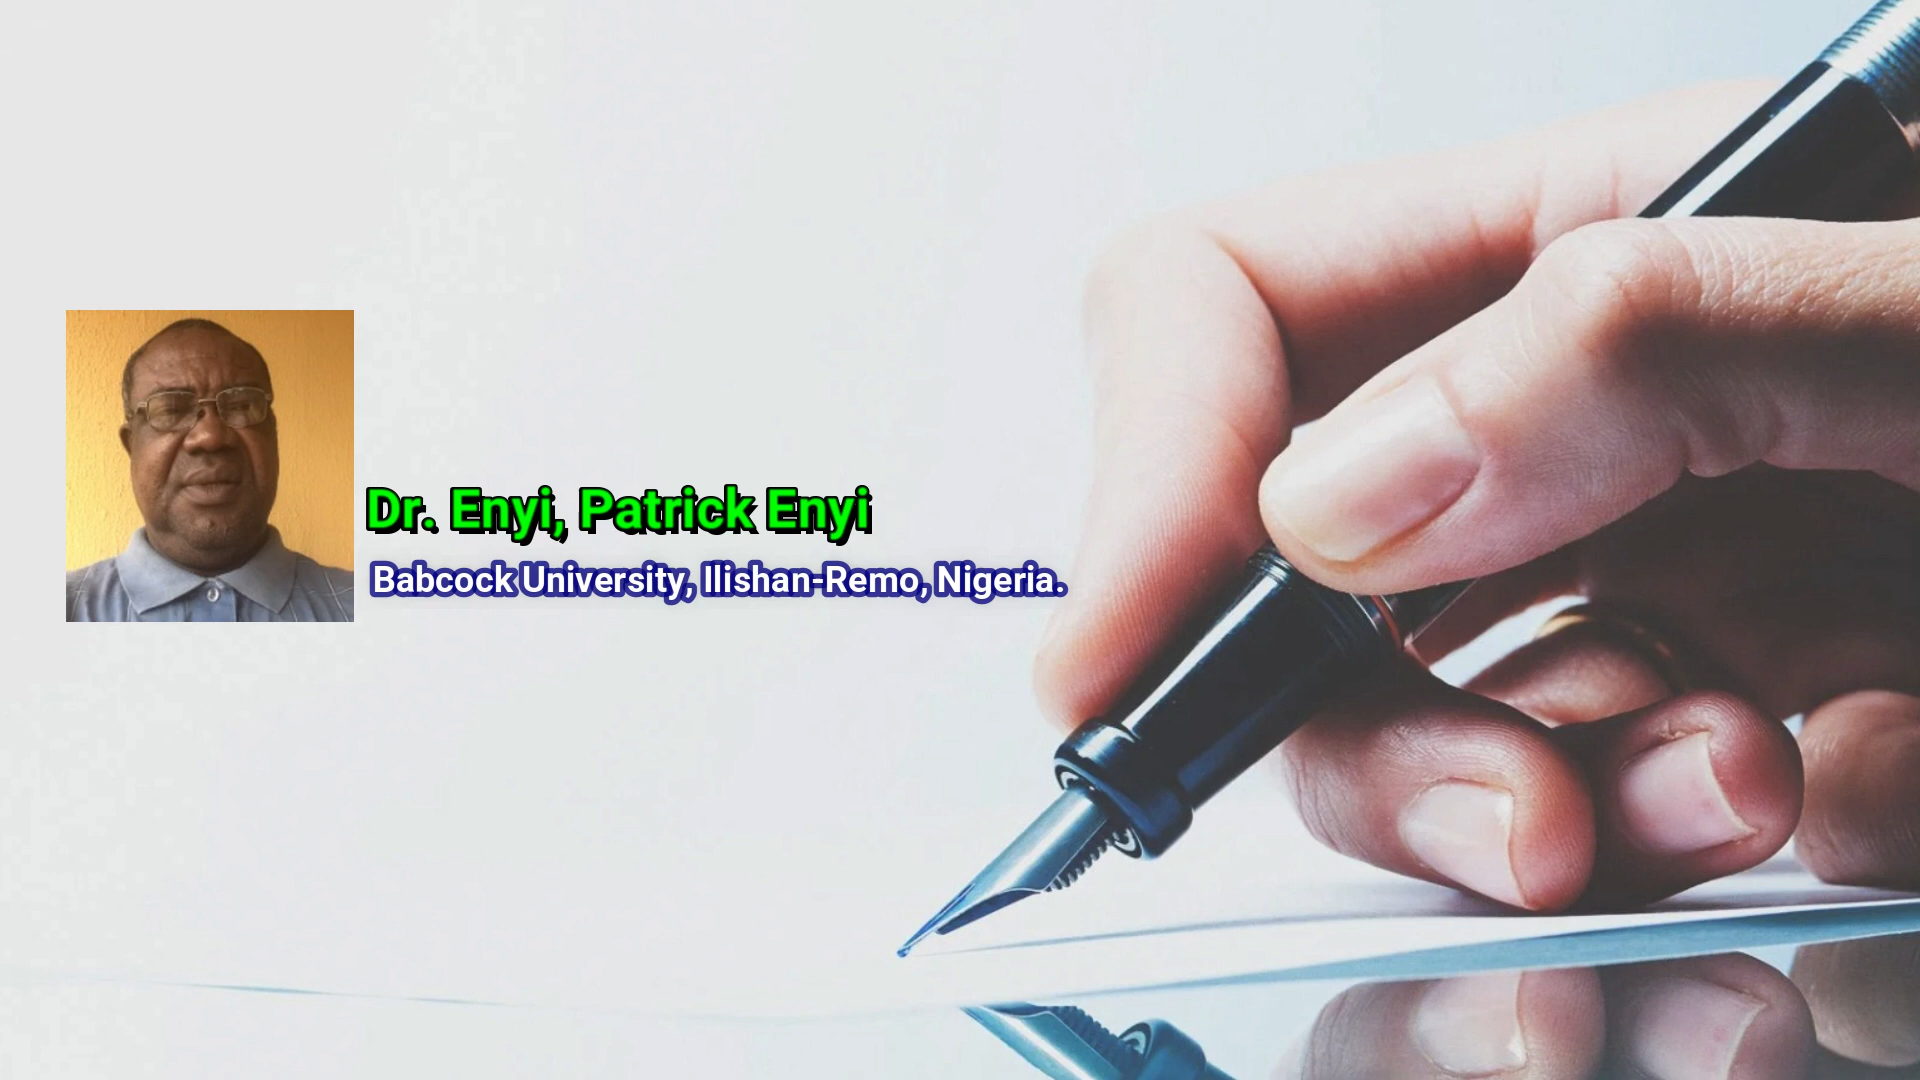 Dr. Enyi, Patrick Enyi
Babcock University, Ilishan-Remo, Nigeria.